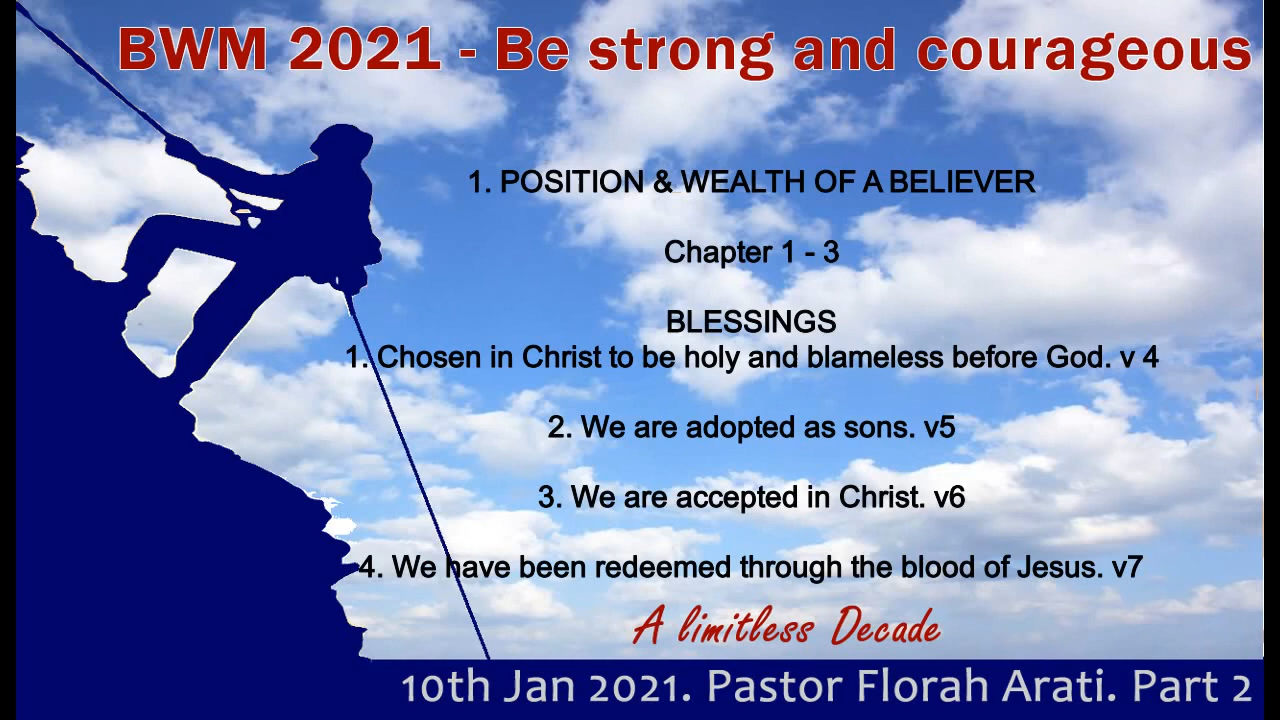 BWM 2021 - Be strong and courageous
1. POSITION & WEALTH OF A BELIEVER
Chapter 1 - 3
BLESSINGS
1. Chosen in Christ to be holy and blameless before God. v 4
2. We are adopted as sons. v5
3. We are accepted in Christ. v6
4. We have been redeemed through the blood of Jesus. v7
A limitless Decade
10th Jan 2021. Pastor Florah Arati. Part 2